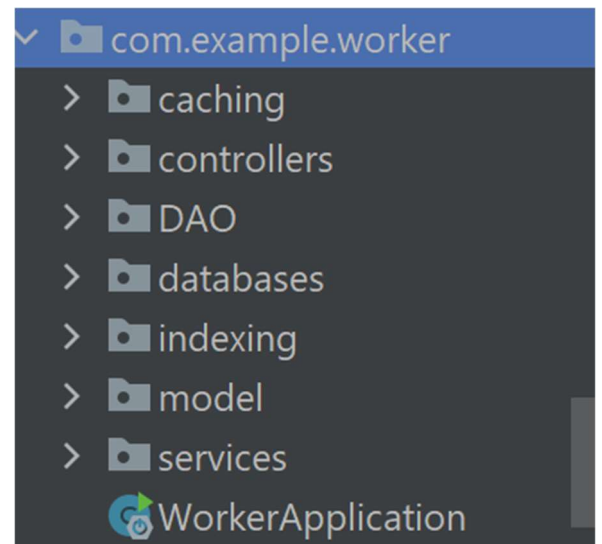 com.example.worker
caching
controllers
DAO
databases
indexing
model
services
WorkerApplication